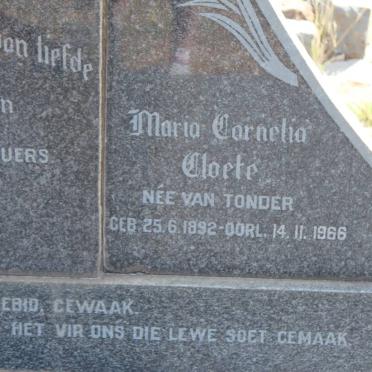 van liefde
Maria Cornelia
Cloete
NÉE VAN TONDER
GEB. 25.6.1892-OORL. 14.11.1966
GEBID, GEWAAK
HET VIR ONS DIE LEWE SOET GEMAAK.